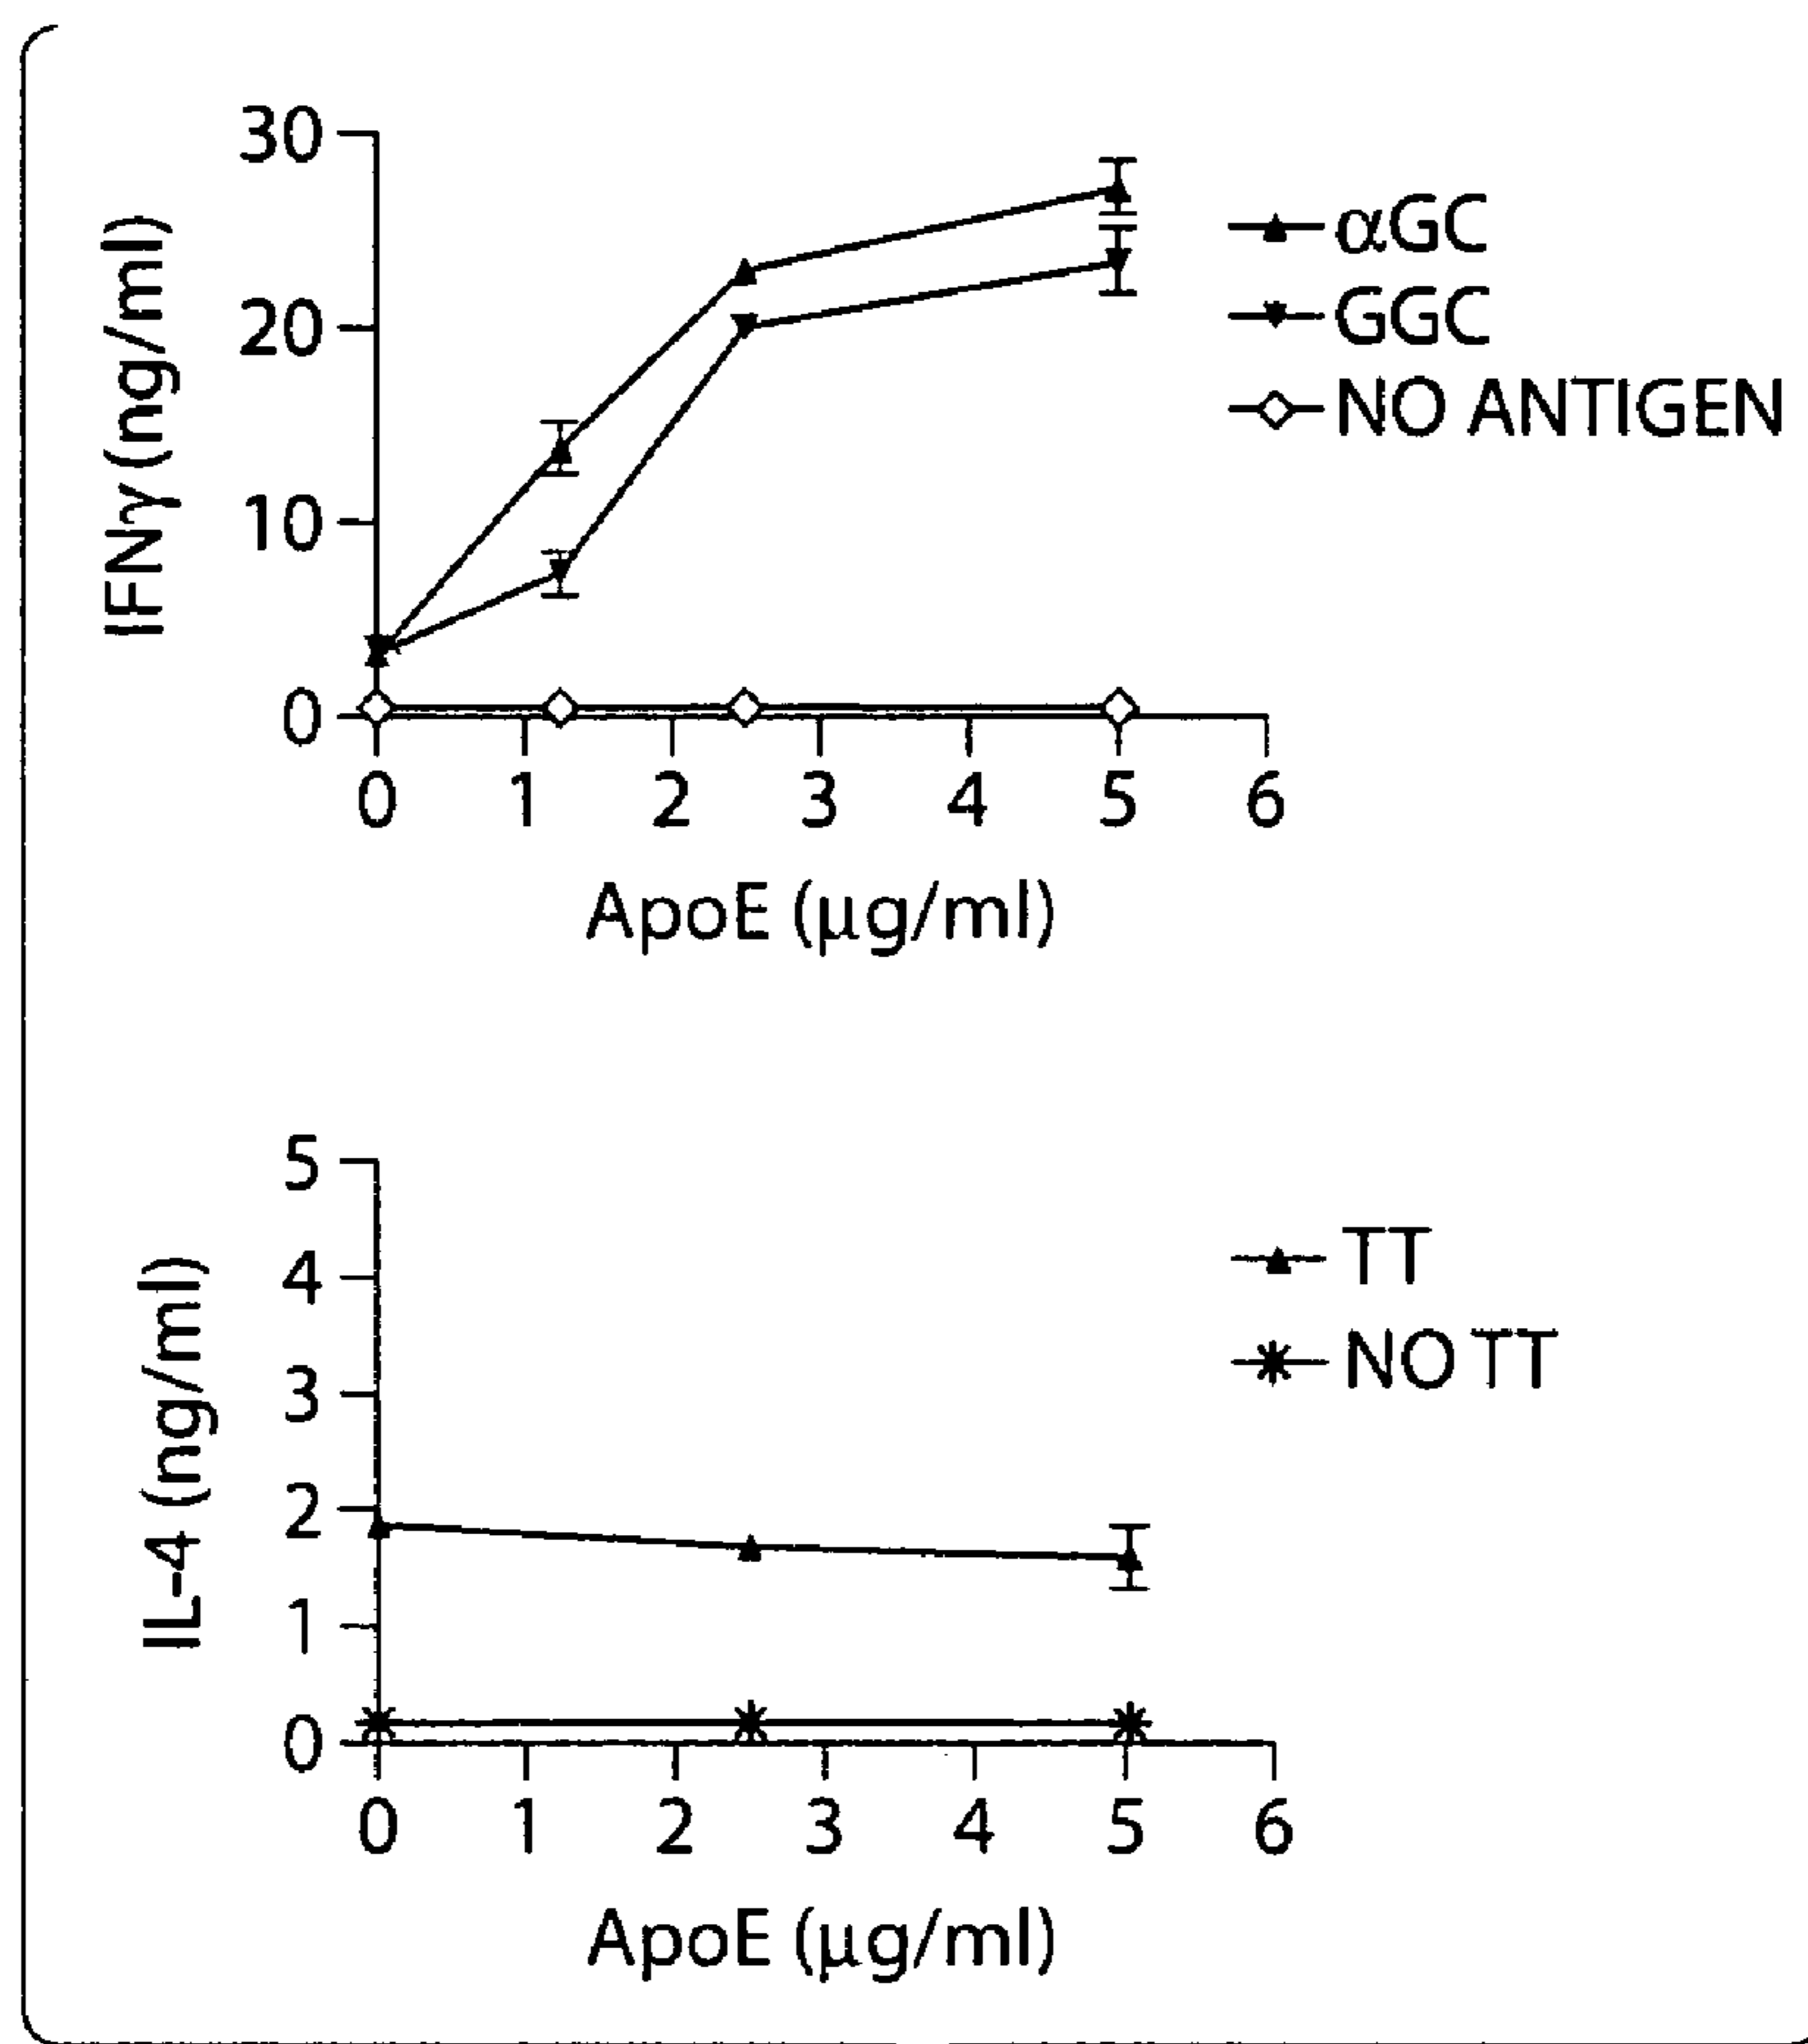 30
20
10
0
IFNγ (ng/ml)
0 1 2 3 4 5 6
ApoE (μg/ml)
αGC
GGC
NO ANTIGEN
5
4
3
2
1
0
IL-4 (ng/ml)
0 1 2 3 4 5 6
ApoE (μg/ml)
TT
NO TT